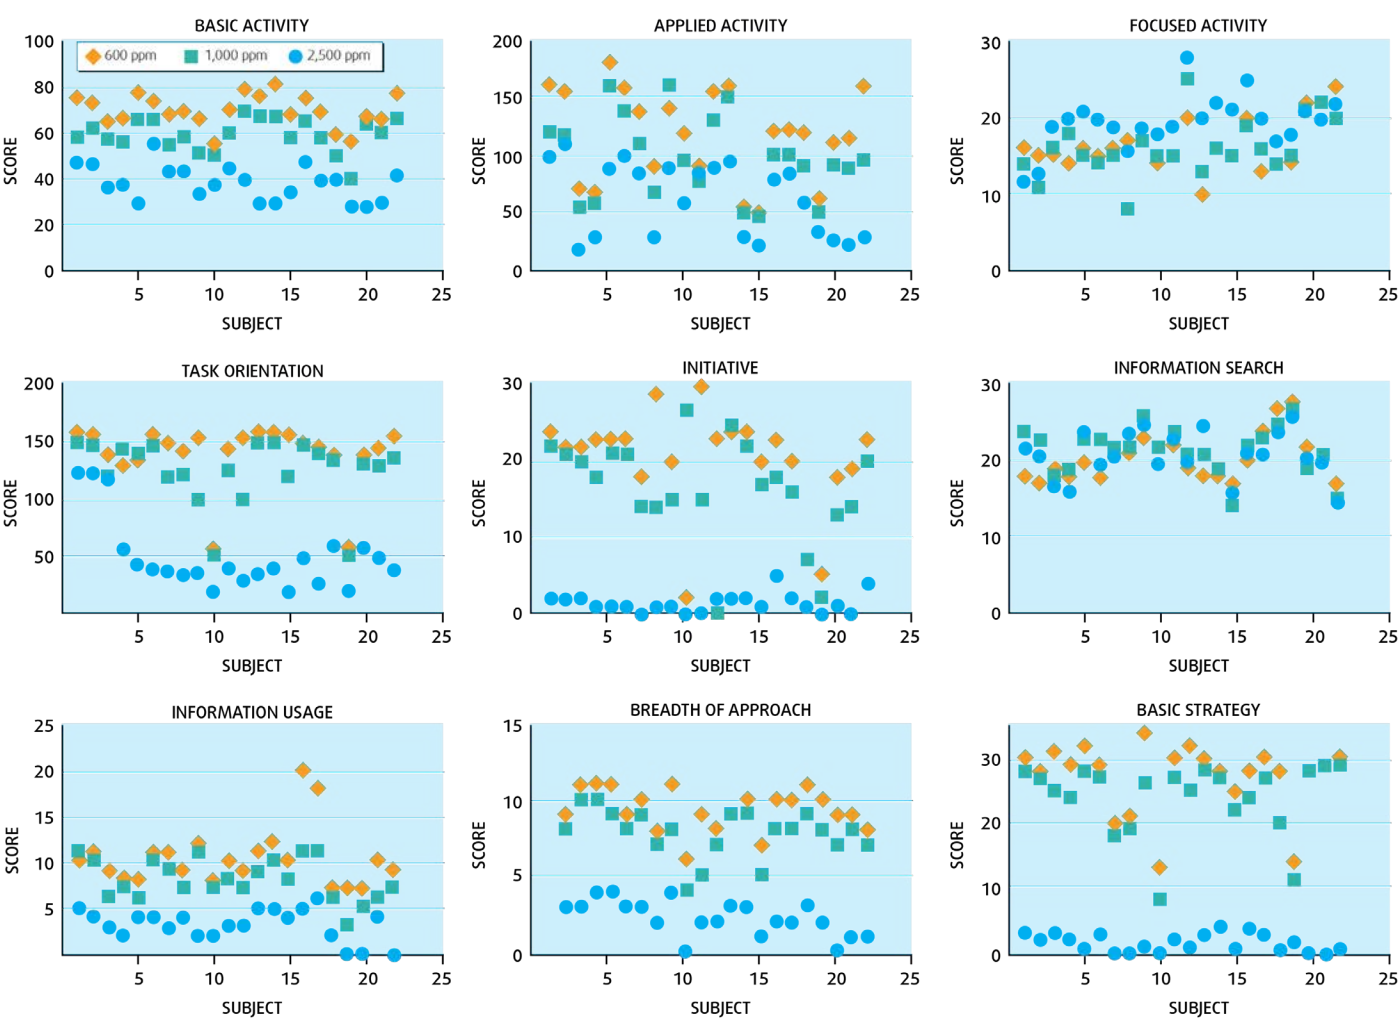 BASIC ACTIVITY
600 ppm 1,000 ppm 2,500 ppm
100
80
60
40
20
0
SCORE
5 10 15 20 25
SUBJECT
APPLIED ACTIVITY
200
150
100
50
0
SCORE
5 10 15 20 25
SUBJECT
FOCUSED ACTIVITY
30
20
10
0
SCORE
5 10 15 20 25
SUBJECT
TASK ORIENTATION
200
150
100
50
SCORE
5 10 15 20 25
SUBJECT
INITIATIVE
30
20
10
0
SCORE
5 10 15 20 25
SUBJECT
INFORMATION SEARCH
30
20
10
0
SCORE
5 10 15 20 25
SUBJECT
INFORMATION USAGE
25
20
15
10
5
SCORE
5 10 15 20 25
SUBJECT
BREADTH OF APPROACH
15
10
5
0
SCORE
5 10 15 20 25
SUBJECT
BASIC STRATEGY
30
20
10
0
SCORE
5 10 15 20 25
SUBJECT